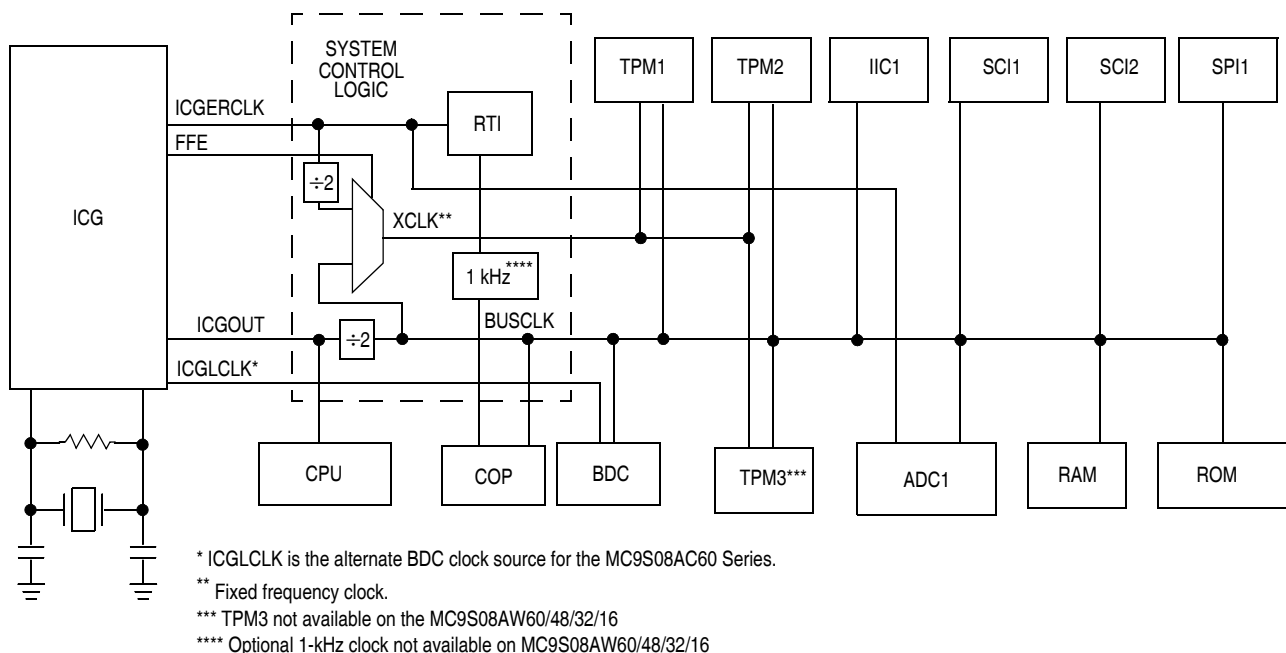 SYSTEM
CONTROL
LOGIC
TPM1
TPM2
IIC1
SCI1
SCI2
SPI1
ICGERCLK
FFE
RTI
÷2
ICG
XCLK**
1 kHz****
ICGOUT
÷2
BUSCLK
ICGLCLK*
CPU
COP
BDC
TPM3***
ADC1
RAM
ROM
* ICGLCLK is the alternate BDC clock source for the MC9S08AC60 Series.
** Fixed frequency clock.
*** TPM3 not available on the MC9S08AW60/48/32/16
**** Optional 1-kHz clock not available on MC9S08AW60/48/32/16